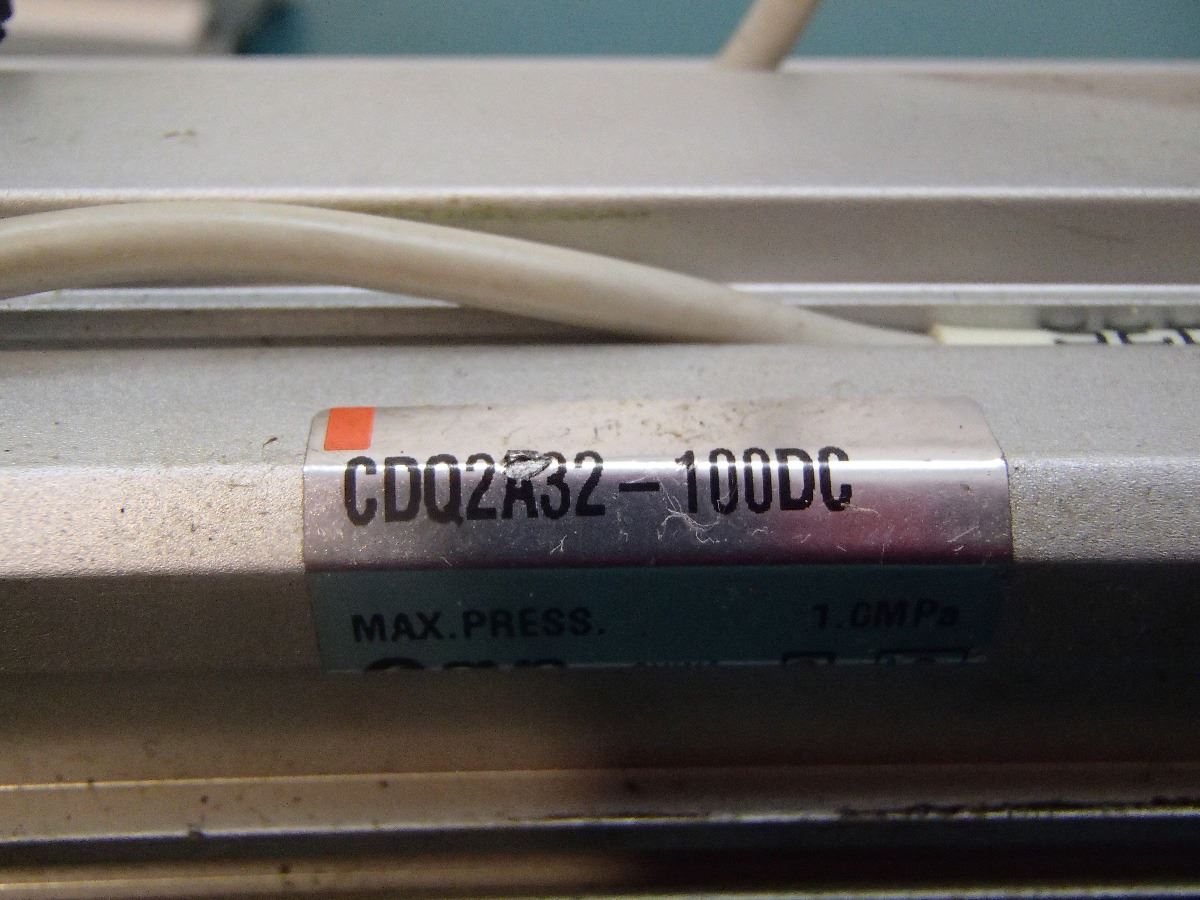 CDQ2A32-100DC
MAX.PRESS. 1.0MPa